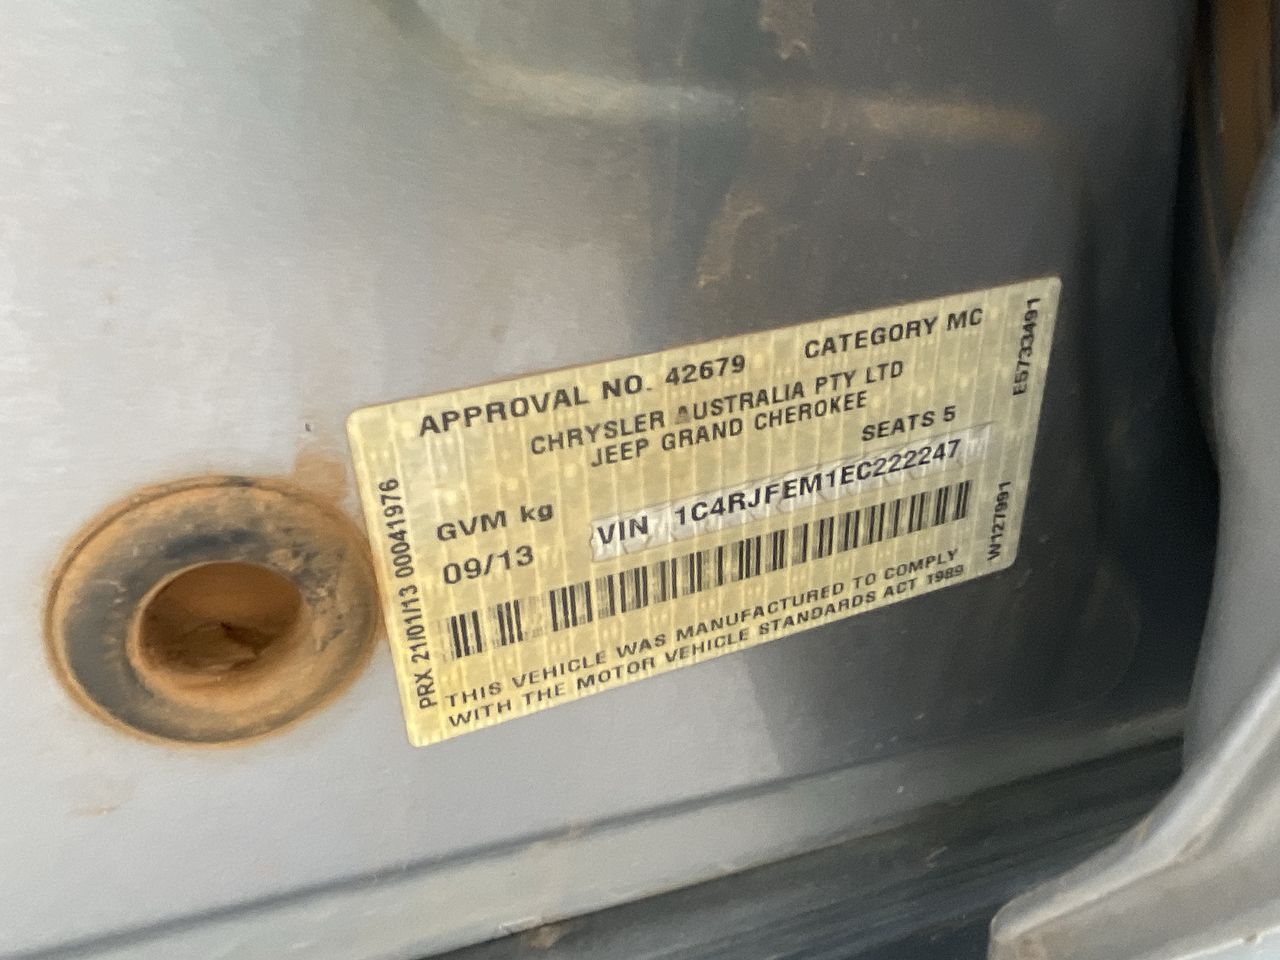 APPROVAL NO. 42679 CATEGORY MC
CHRYSLER AUSTRALIA PTY LTD
JEEP GRAND CHEROKEE
SEATS 5
GVM kg
VIN 1C4RJFEM1EC222247
09/13
THIS VEHICLE WAS MANUFACTURED TO COMPLY
WITH THE MOTOR VEHICLE STANDARDS ACT 1989
PRX 21/01/13 00041976
E5733491
W127991